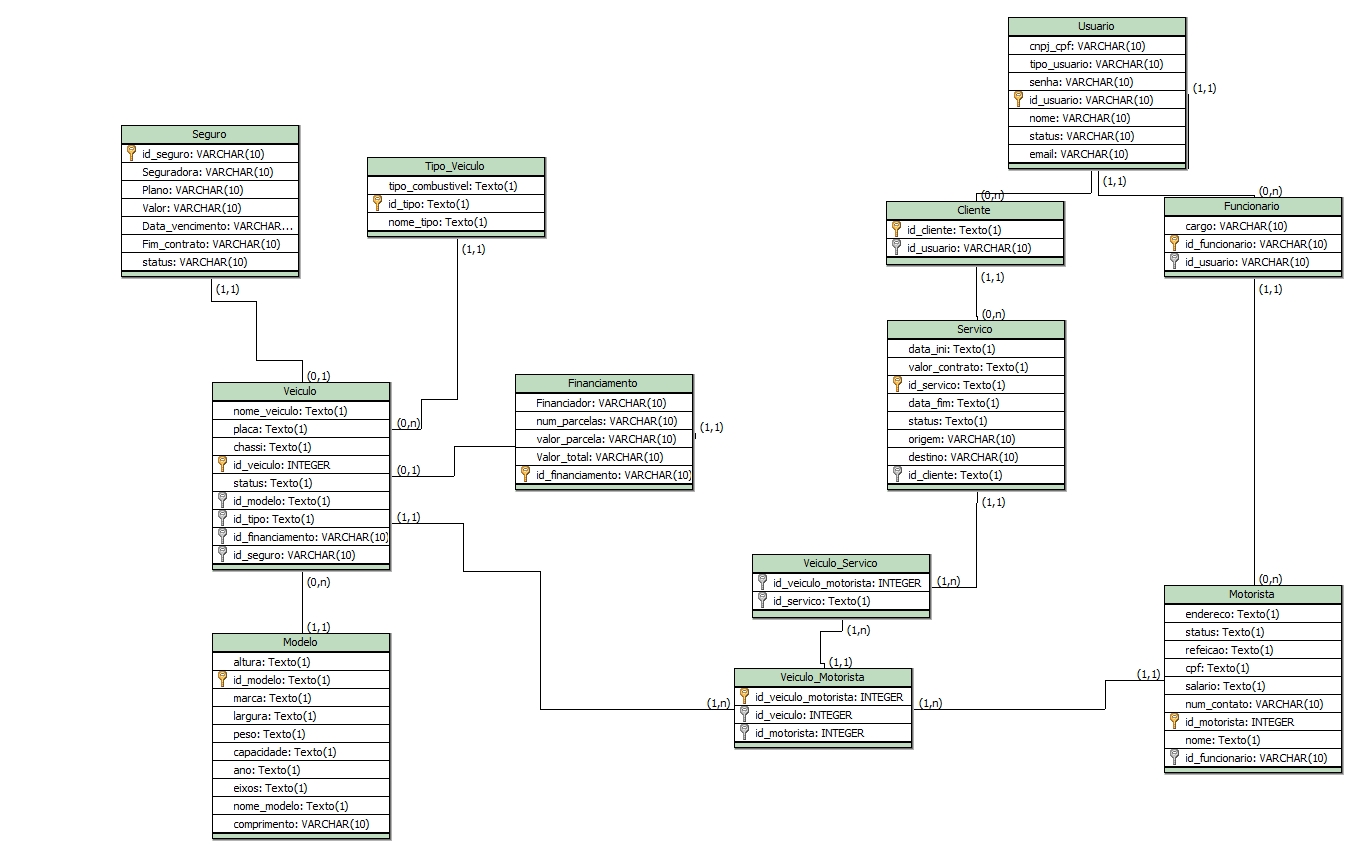 Usuario
cnpj_cpf: VARCHAR(10)
tipo_usuario: VARCHAR(10)
senha: VARCHAR(10)
id_usuario: VARCHAR(10)
nome: VARCHAR(10)
status: VARCHAR(10)
email: VARCHAR(10)
(1,1)
(1,1)
Seguro
id_seguro: VARCHAR(10)
Seguradora: VARCHAR(10)
Plano: VARCHAR(10)
Valor: VARCHAR(10)
Data_vencimento: VARCHAR...
Fim_contrato: VARCHAR(10)
status: VARCHAR(10)
(1,1)
Tipo_Veiculo
tipo_combustivel: Texto(1)
id_tipo: Texto(1)
nome_tipo: Texto(1)
(1,1)
(0,n)
Cliente
id_cliente: Texto(1)
id_usuario: VARCHAR(10)
(1,1)
(0,n)
Funcionario
cargo: VARCHAR(10)
id_funcionario: VARCHAR(10)
id_usuario: VARCHAR(10)
(1,1)
(0,n)
Servico
data_ini: Texto(1)
valor_contrato: Texto(1)
id_servico: Texto(1)
data_fim: Texto(1)
status: Texto(1)
origem: VARCHAR(10)
destino: VARCHAR(10)
id_cliente: Texto(1)
(1,1)
(0,1)
Veiculo
nome_veiculo: Texto(1)
placa: Texto(1)
chassi: Texto(1)
id_veiculo: INTEGER
status: Texto(1)
id_modelo: Texto(1)
id_tipo: Texto(1)
id_financiamento: VARCHAR(10)
id_seguro: VARCHAR(10)
(0,n)
(0,1)
(1,1)
(0,n)
Financiamento
Financiador: VARCHAR(10)
num_parcelas: VARCHAR(10)
valor_parcela: VARCHAR(10)
Valor_total: VARCHAR(10)
id_financiamento: VARCHAR(10)
(1,1)
Veiculo_Servico
id_veiculo_motorista: INTEGER
id_servico: Texto(1)
(1,n)
(1,n)
(1,1)
Modelo
altura: Texto(1)
id_modelo: Texto(1)
marca: Texto(1)
largura: Texto(1)
peso: Texto(1)
capacidade: Texto(1)
ano: Texto(1)
eixos: Texto(1)
nome_modelo: Texto(1)
comprimento: VARCHAR(10)
(1,1)
Veiculo_Motorista
id_veiculo_motorista: INTEGER
id_veiculo: INTEGER
id_motorista: INTEGER
(1,n)
(1,n)
(0,n)
Motorista
endereco: Texto(1)
status: Texto(1)
refeicao: Texto(1)
cpf: Texto(1)
salario: Texto(1)
num_contato: VARCHAR(10)
id_motorista: INTEGER
nome: Texto(1)
id_funcionario: VARCHAR(10)
(1,1)